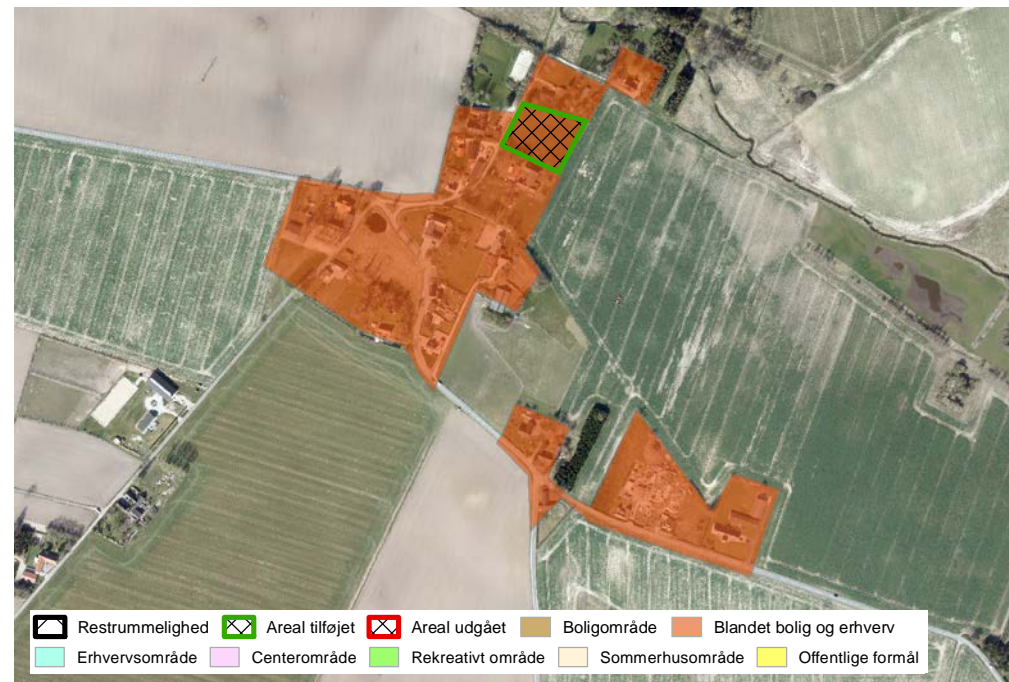 Restrummelighed Areal tilføjet Areal udgået Boligområde Blandet bolig og erhverv
Erhvervsområde Centerområde Rekreativt område Sommerhusområde Offentlige formål